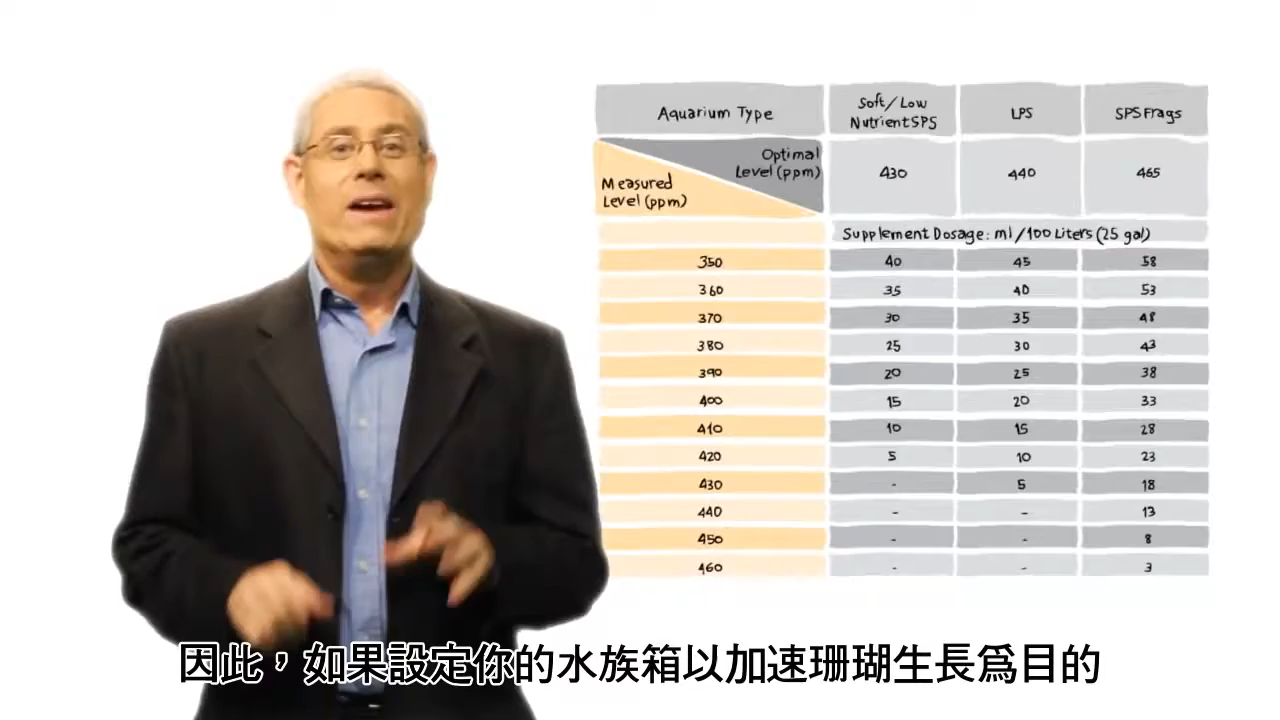 Aquarium Type
Soft/Low
Nutrient SPS
LPS
SPS Frags
Optimal
Level (ppm)
Measured
Level (ppm)
430
440
465
Supplement Dosage: ml/100 Liters (25 gal)
350 40 45 58
360 35 40 53
370 30 35 48
380 25 30 43
390 20 25 38
400 15 20 33
410 10 15 28
420 5 10 23
430 - 5 18
440 - - 13
450 - - 8
460 - - 3
因此，如果設定你的水族箱以加速珊瑚生長爲目的